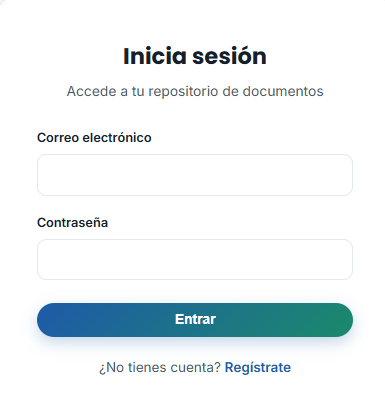 Inicia sesión
Accede a tu repositorio de documentos
Correo electrónico
Contraseña
Entrar
¿No tienes cuenta? Regístrate